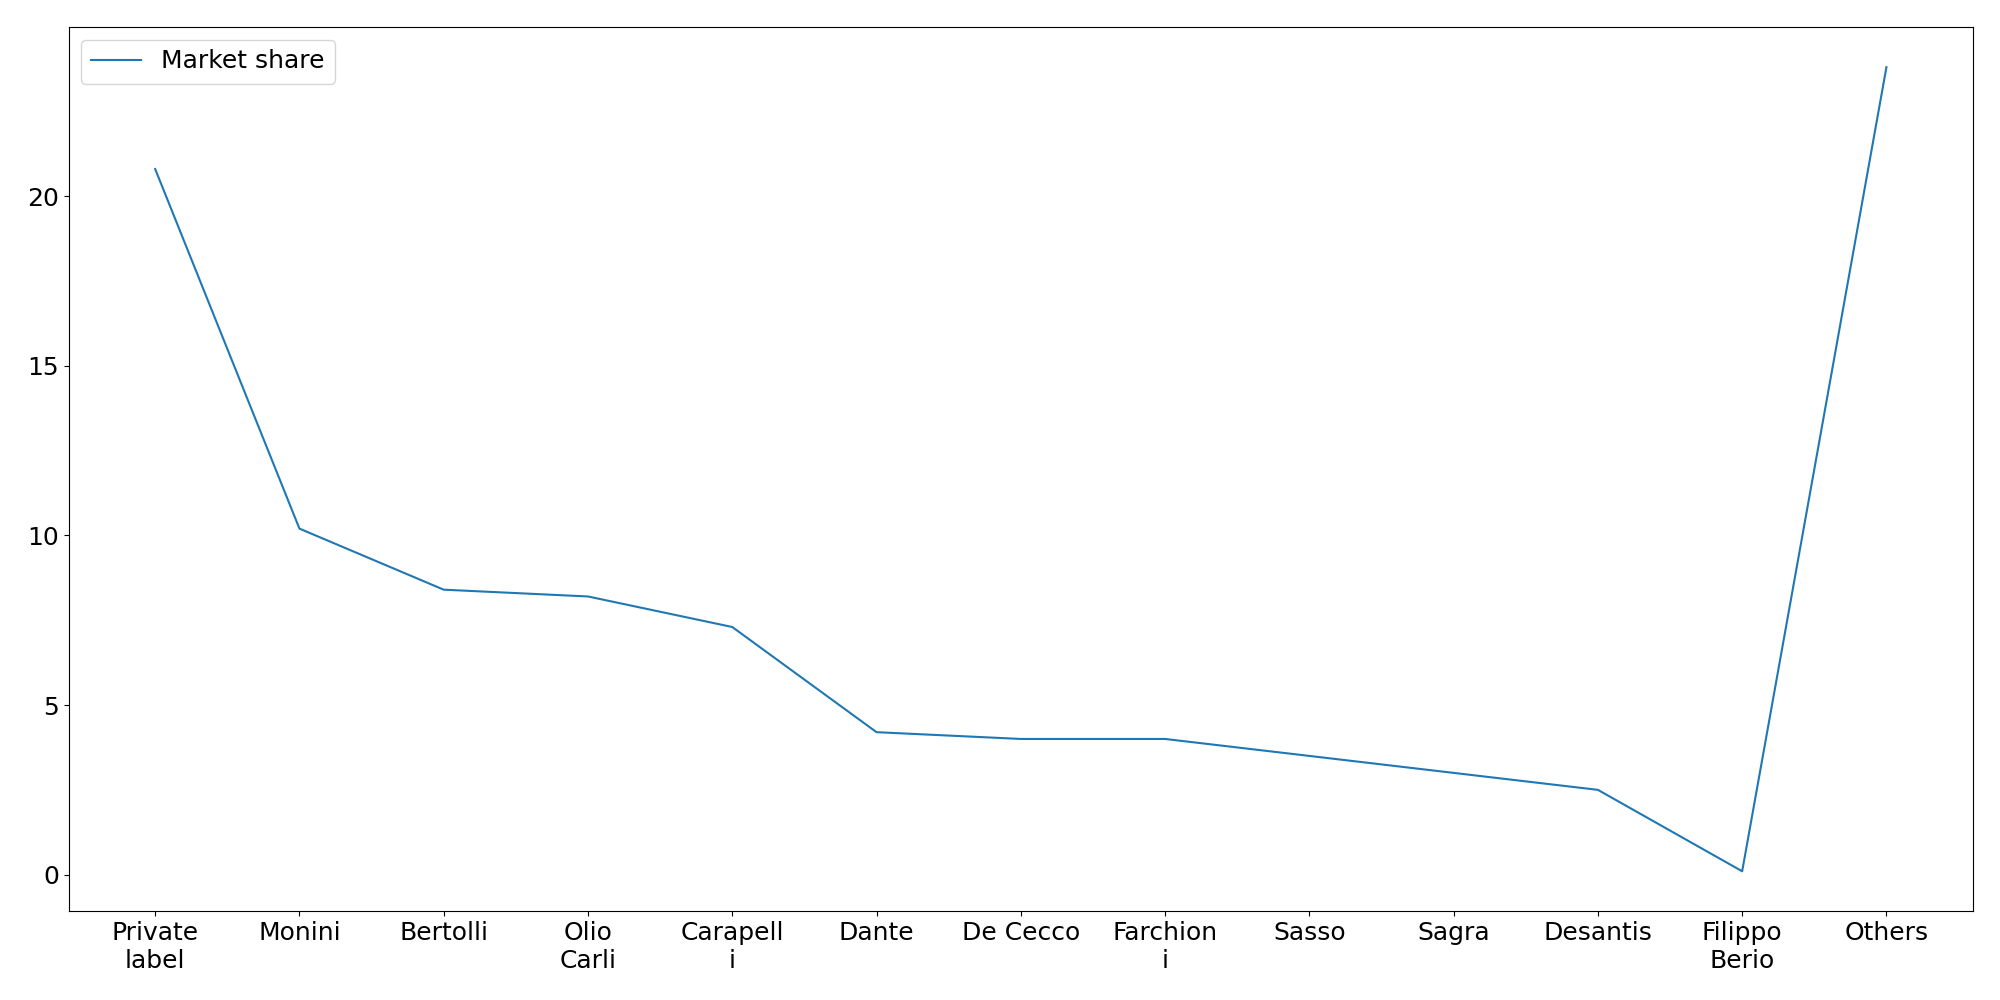 Market share
20
15
10
5
0
Private
label
Monini
Bertolli
Olio
Carli
Carapell
i
Dante
De Cecco
Farchion
i
Sasso
Sagra
Desantis
Filippo
Berio
Others